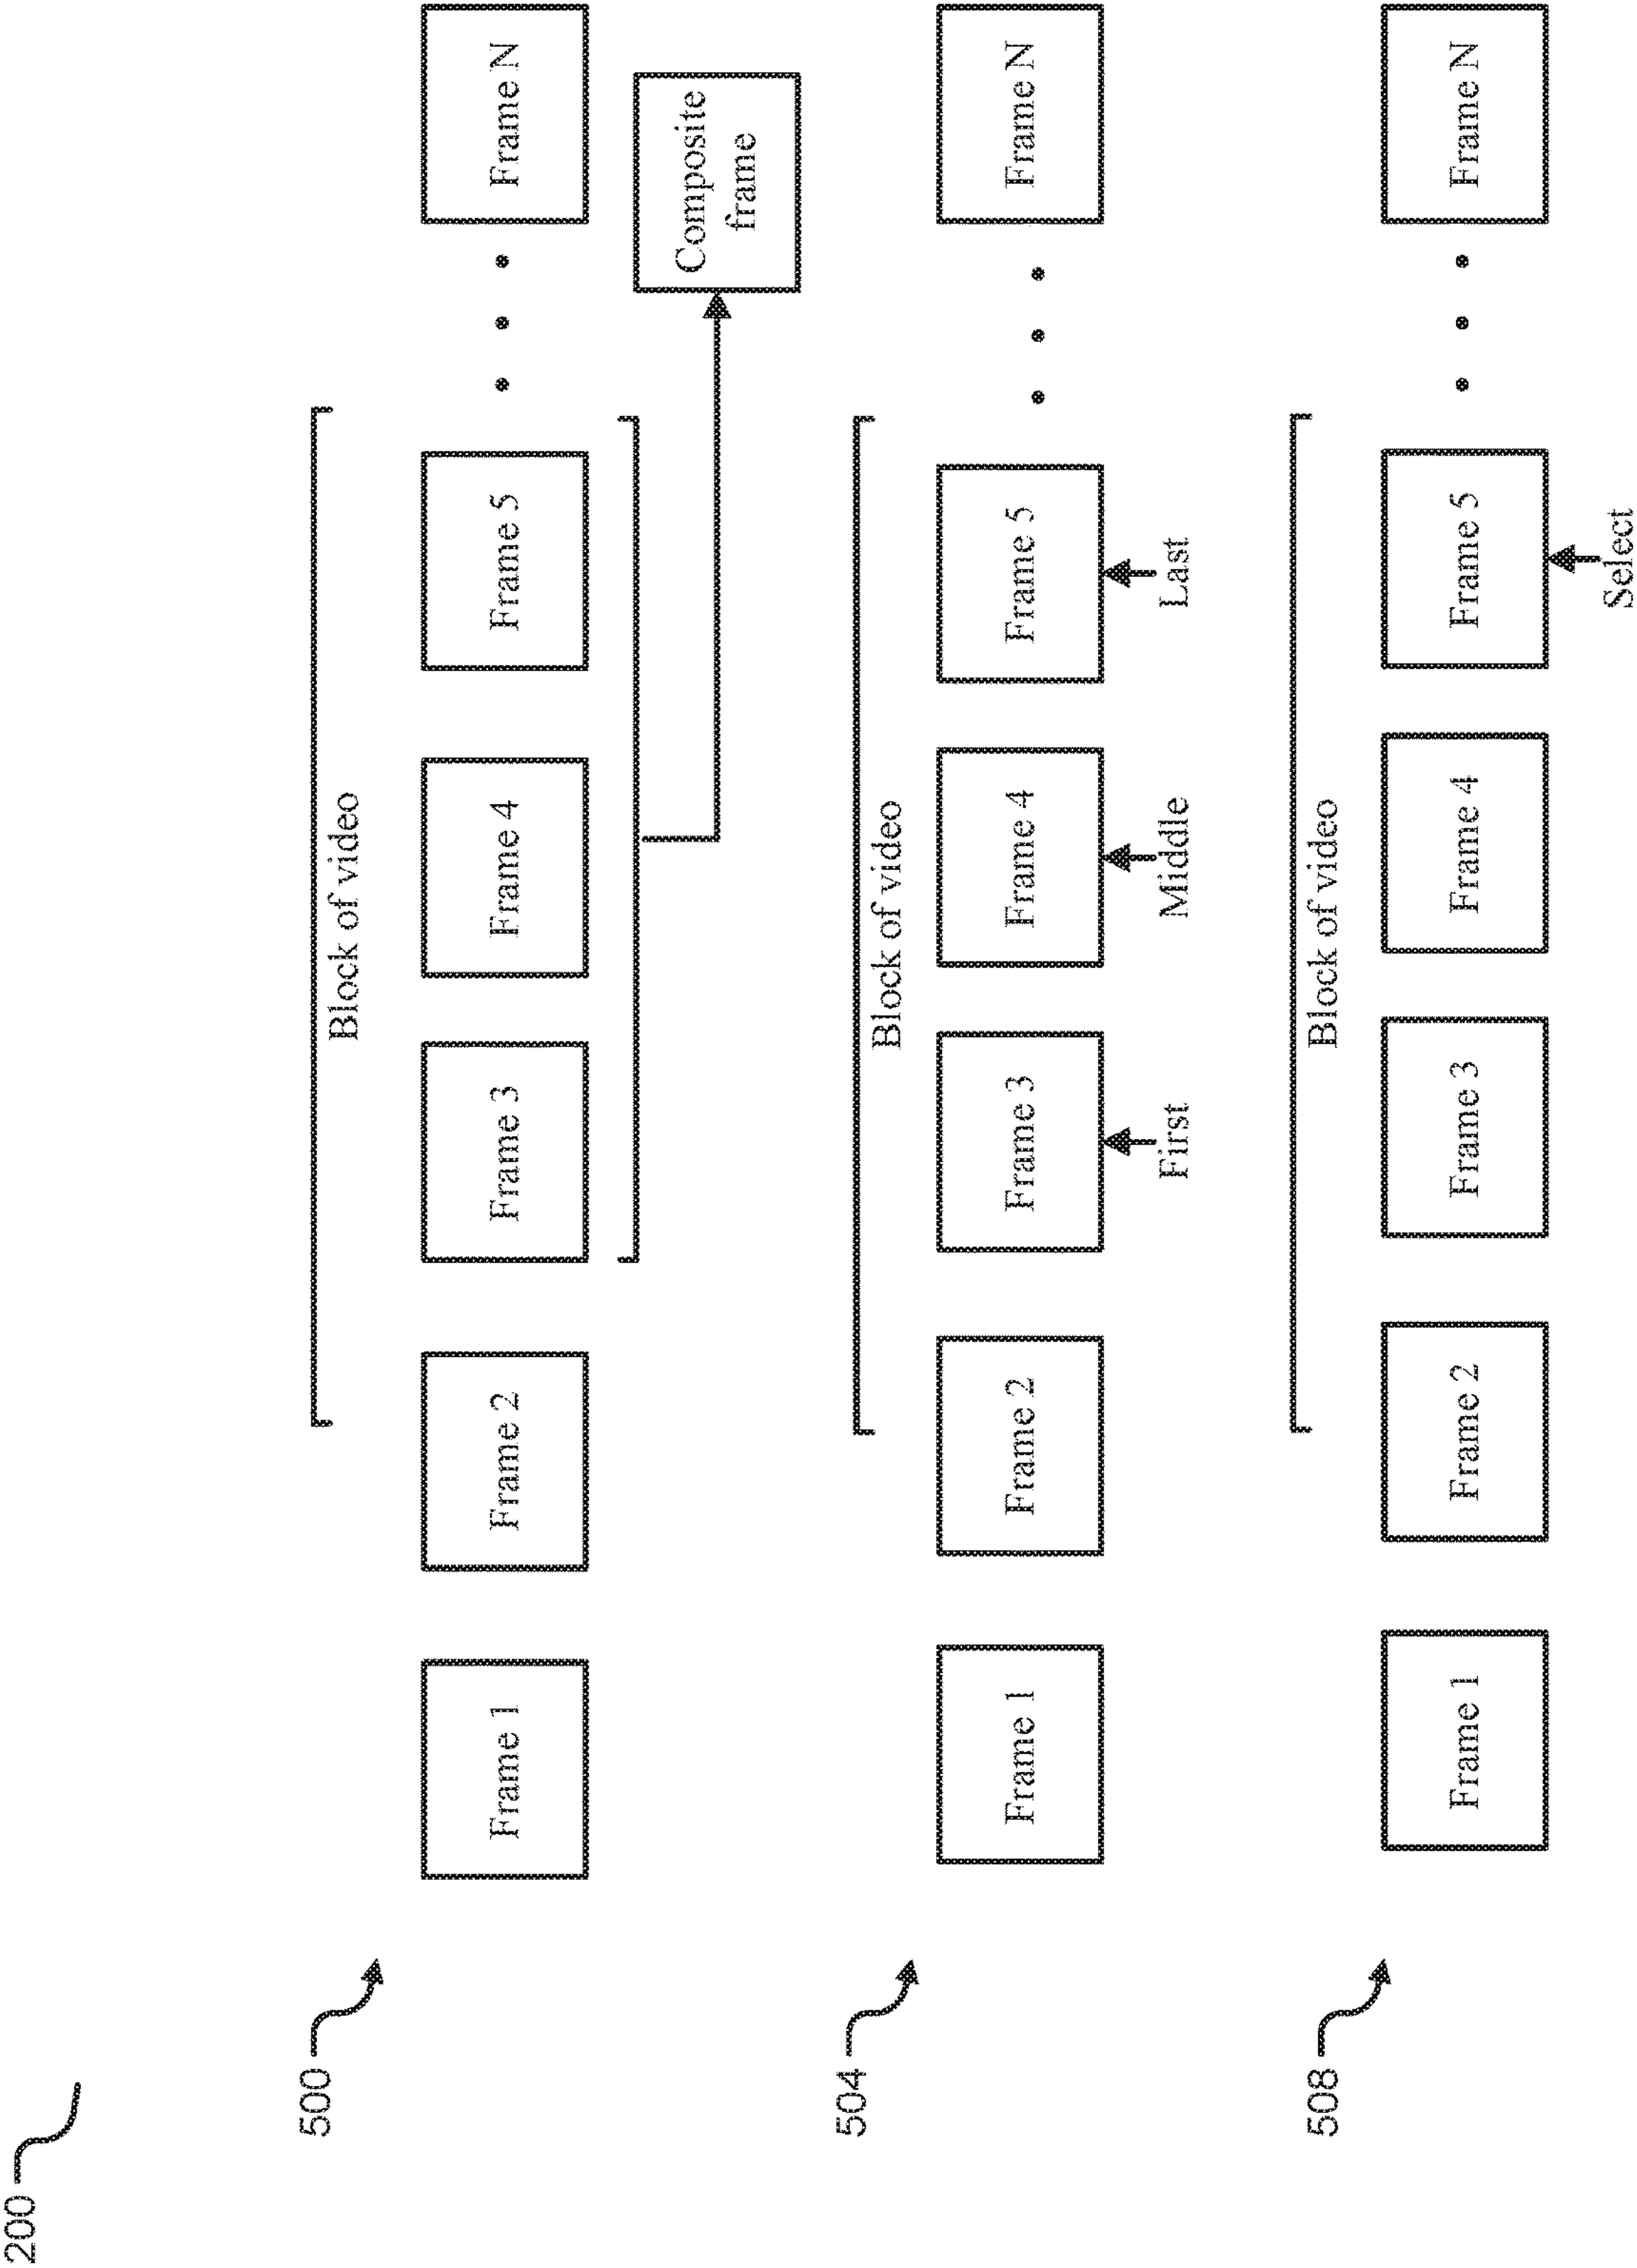 200
500
Block of video
Frame 1
Frame 2
Frame 3
Frame 4
Frame 5
Frame N
Composite
frame
504
Block of video
Frame 1
Frame 2
Frame 3
Frame 4
Frame 5
Frame N
First
Middle
Last
508
Block of video
Frame 1
Frame 2
Frame 3
Frame 4
Frame 5
Frame N
Select